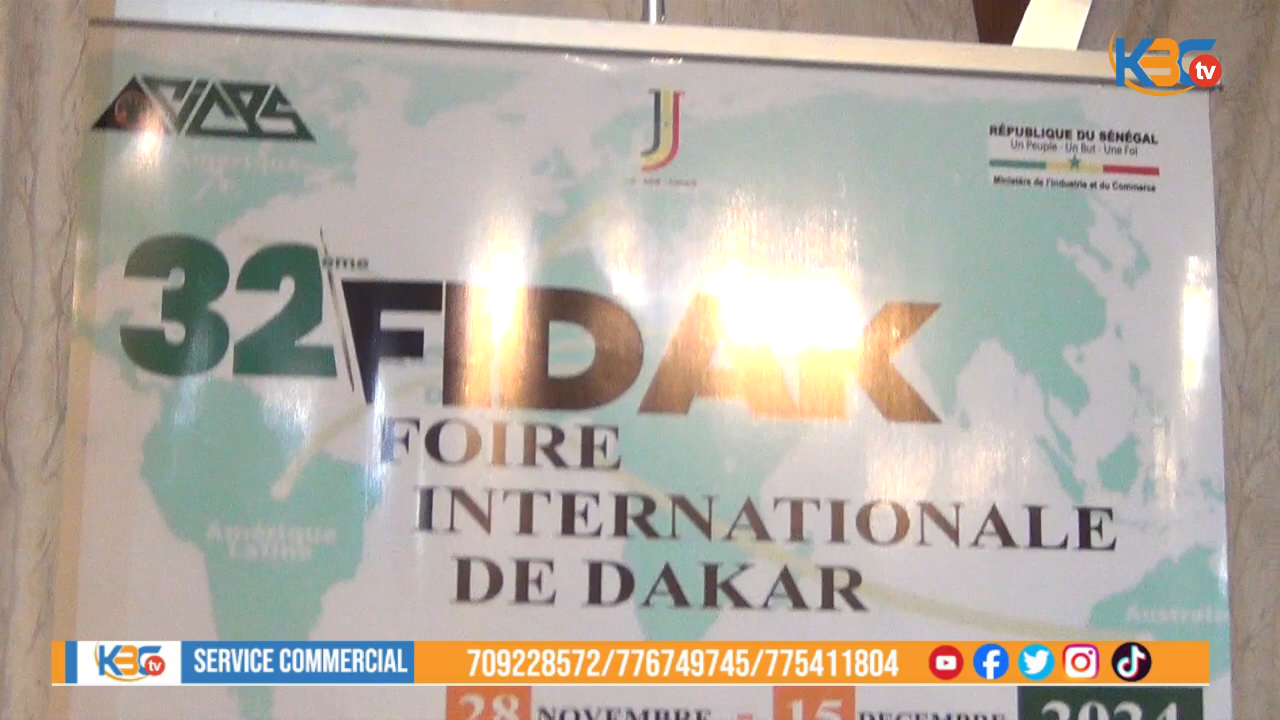 KBC tv
CICES
RÉPUBLIQUE DU SÉNÉGAL
Un Peuple - Un But - Une Foi
Ministère de l'Industrie et du Commerce
Amérique
32ème FIDAK
FOIRE
INTERNATIONALE
DE DAKAR
Amérique
Latine
Australie
KBC tv SERVICE COMMERCIAL 709228572/776749745/775411804
28 NOVEMBRE - 15 DECEMBRE 2024